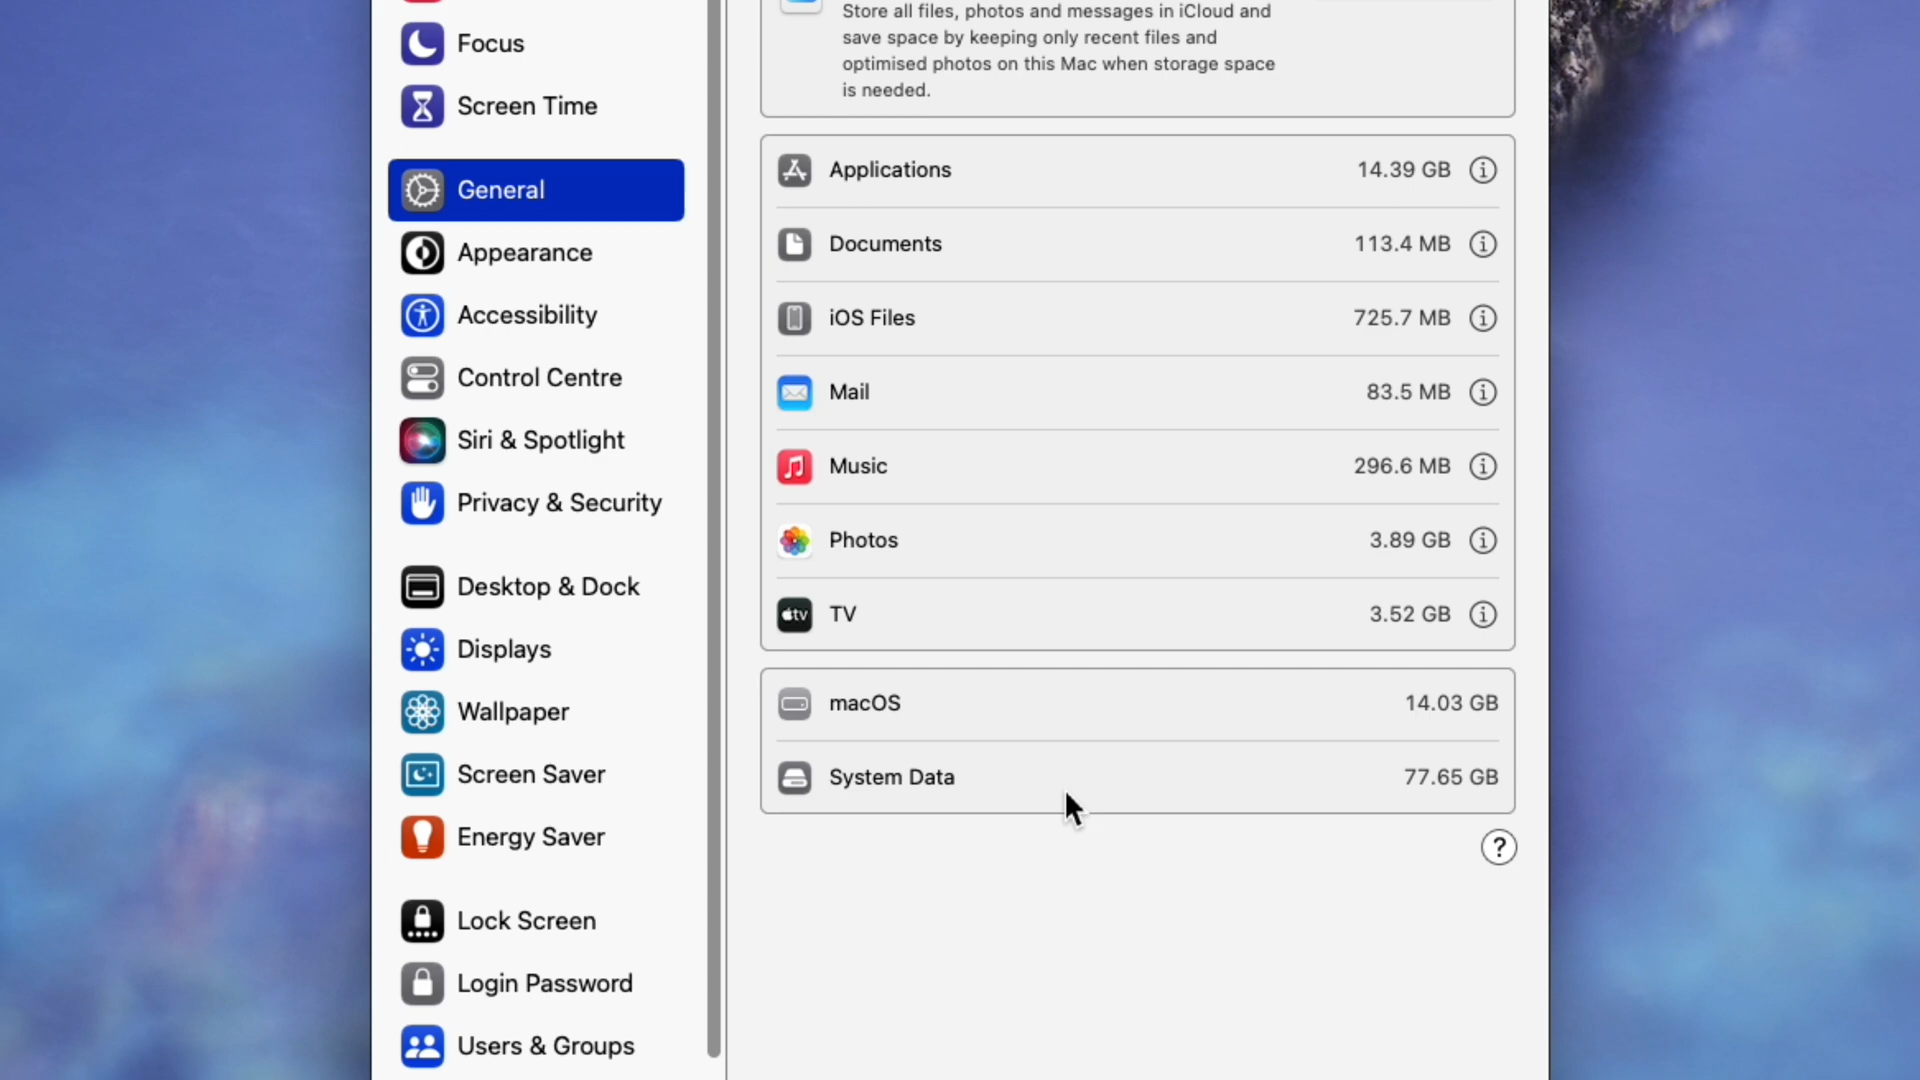 Focus
Screen Time
General
Appearance
Accessibility
Control Centre
Siri & Spotlight
Privacy & Security
Desktop & Dock
Displays
Wallpaper
Screen Saver
Energy Saver
Lock Screen
Login Password
Users & Groups
Store all files, photos and messages in iCloud and
save space by keeping only recent files and
optimised photos on this Mac when storage space
is needed.
Applications 14.39 GB
Documents 113.4 MB
iOS Files 725.7 MB
Mail 83.5 MB
Music 296.6 MB
Photos 3.89 GB
tv TV 3.52 GB
macOS 14.03 GB
System Data 77.65 GB
?